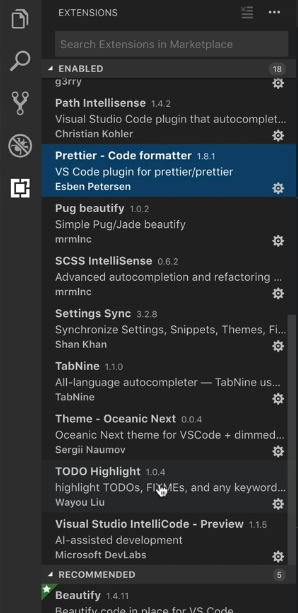 EXTENSIONS
Search Extensions in Marketplace
ENABLED 18
g3rry
Path Intellisense 1.4.2
Visual Studio Code plugin that autocomplet...
Christian Kohler
Prettier - Code formatter 1.8.1
VS Code plugin for prettier/prettier
Esben Petersen
Pug beautify 1.0.2
Simple Pug/Jade beautify
mrmlnc
SCSS IntelliSense 0.6.2
Advanced autocompletion and refactoring ...
mrmlnc
Settings Sync 3.2.8
Synchronize Settings, Snippets, Themes, Fi...
Shan Khan
TabNine 1.1.0
All-language autocompleter — TabNine us...
TabNine
Theme - Oceanic Next 0.0.4
Oceanic Next theme for VSCode + dimmed...
Sergii Naumov
TODO Highlight 1.0.4
highlight TODOs, FIXMEs, and any keyword...
Wayou Liu
Visual Studio IntelliCode - Preview 1.1.5
AI-assisted development
Microsoft DevLabs
RECOMMENDED 5
Beautify 1.4.11
Beautify code in place for VS Code